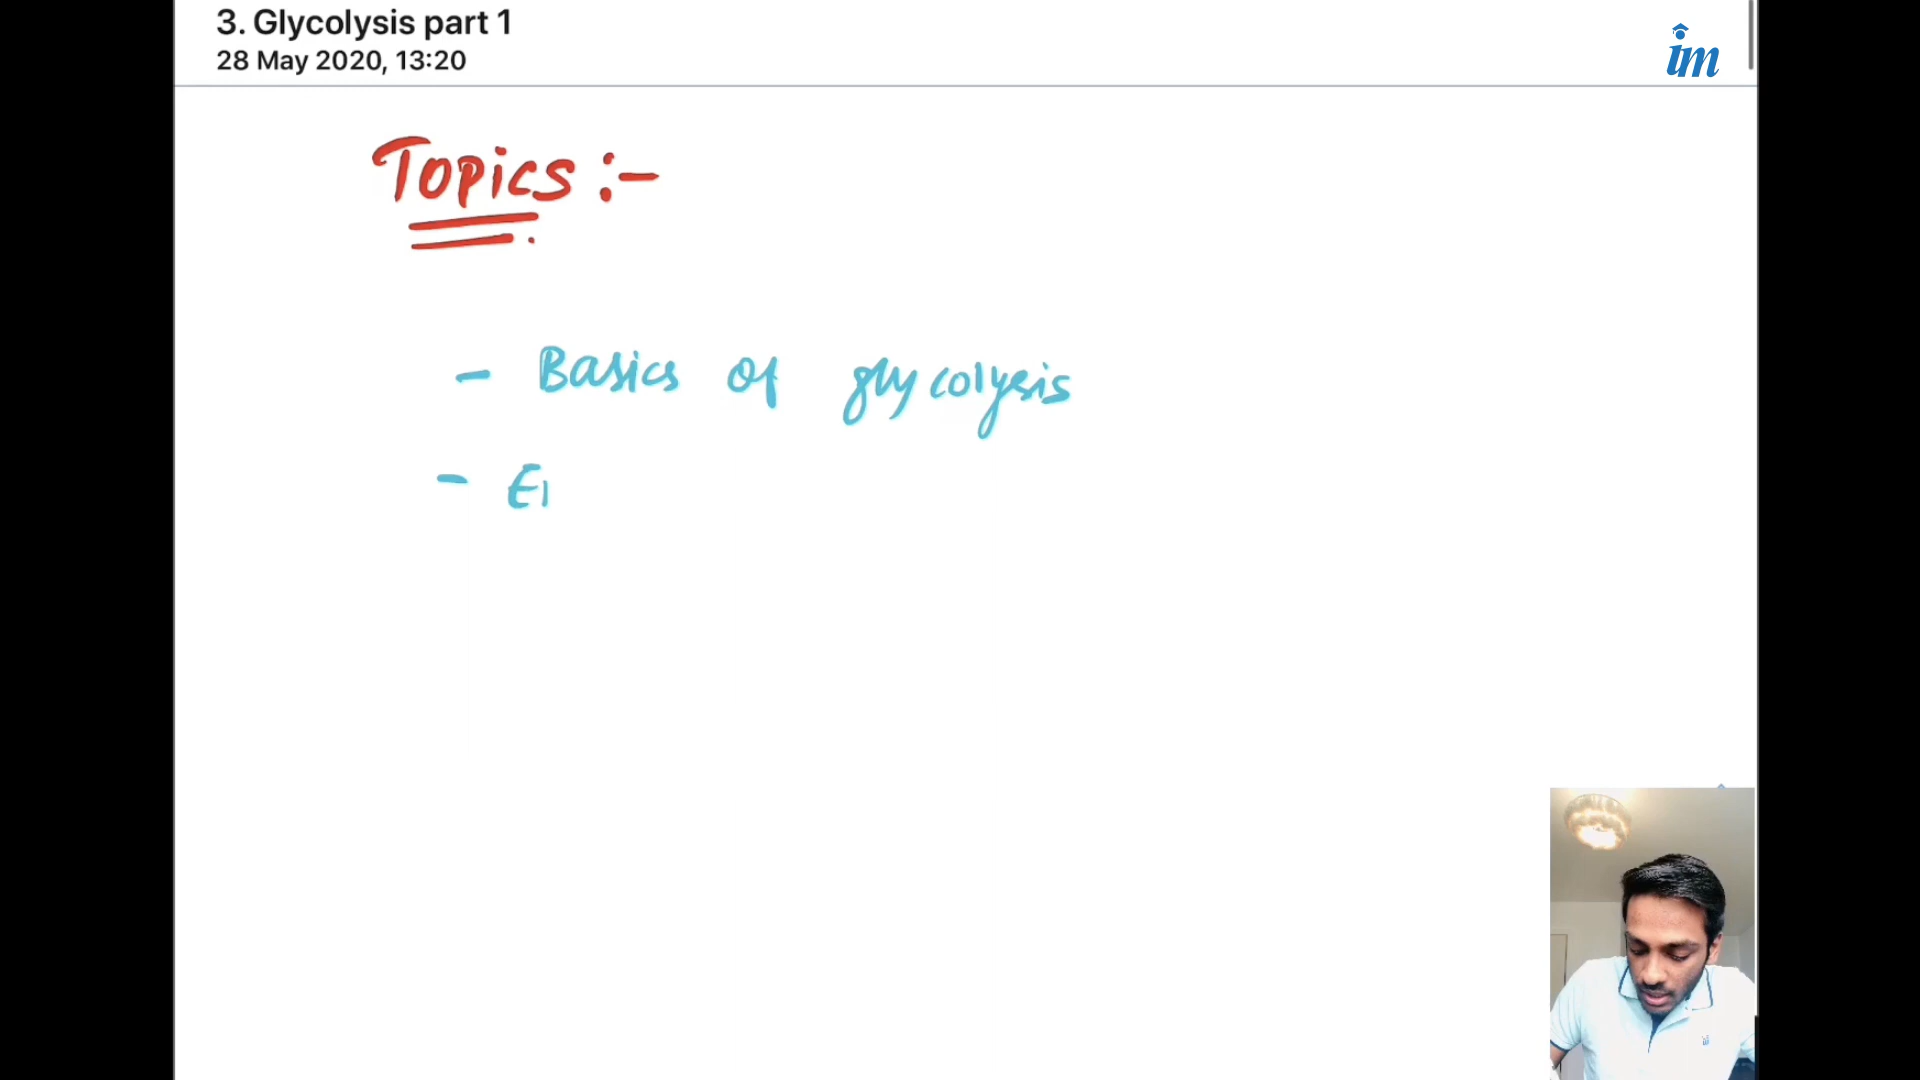 3. Glycolysis part 1
28 May 2020, 13:20
im
Topics :-
- Basics of glycolysis
- E